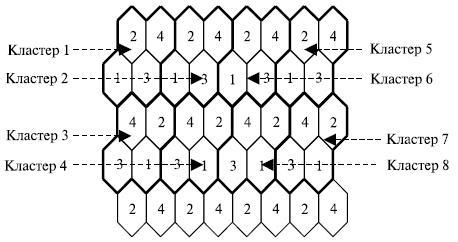 2 4 2 4 2 4 2 4
Кластер 1 Кластер 5
Кластер 2 1 3 1 3 1 3 1 3 Кластер 6
4 2 4 2 4 2 4 2
Кластер 3 Кластер 7
Кластер 4 3 1 3 1 3 1 3 1 Кластер 8
2 4 2 4 2 4 2 4